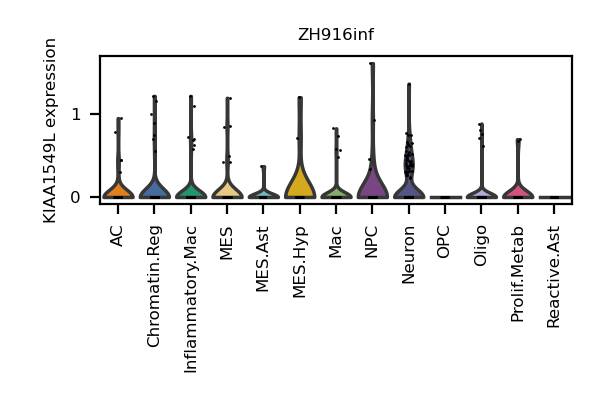 ZH916inf
KIAA1549L expression
1
0
AC
Chromatin.Reg
Inflammatory.Mac
MES
MES.Ast
MES.Hyp
Mac
NPC
Neuron
OPC
Oligo
Prolif.Metab
Reactive.Ast